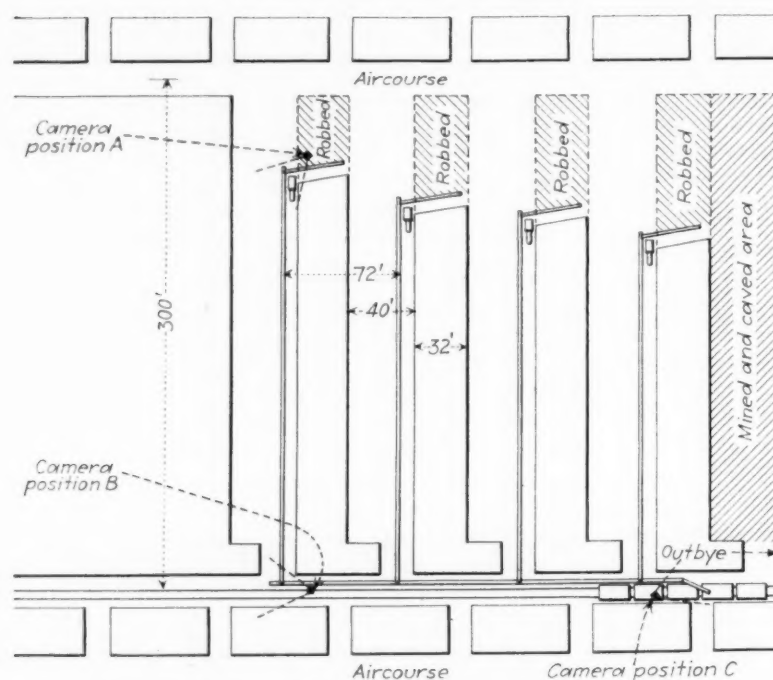 Aircourse
Camera
position A
Robbed
Robbed
Robbed
Robbed
Mined and caved area
300'
72'
40'
32'
Camera
position B
Outbye
Aircourse
Camera position C